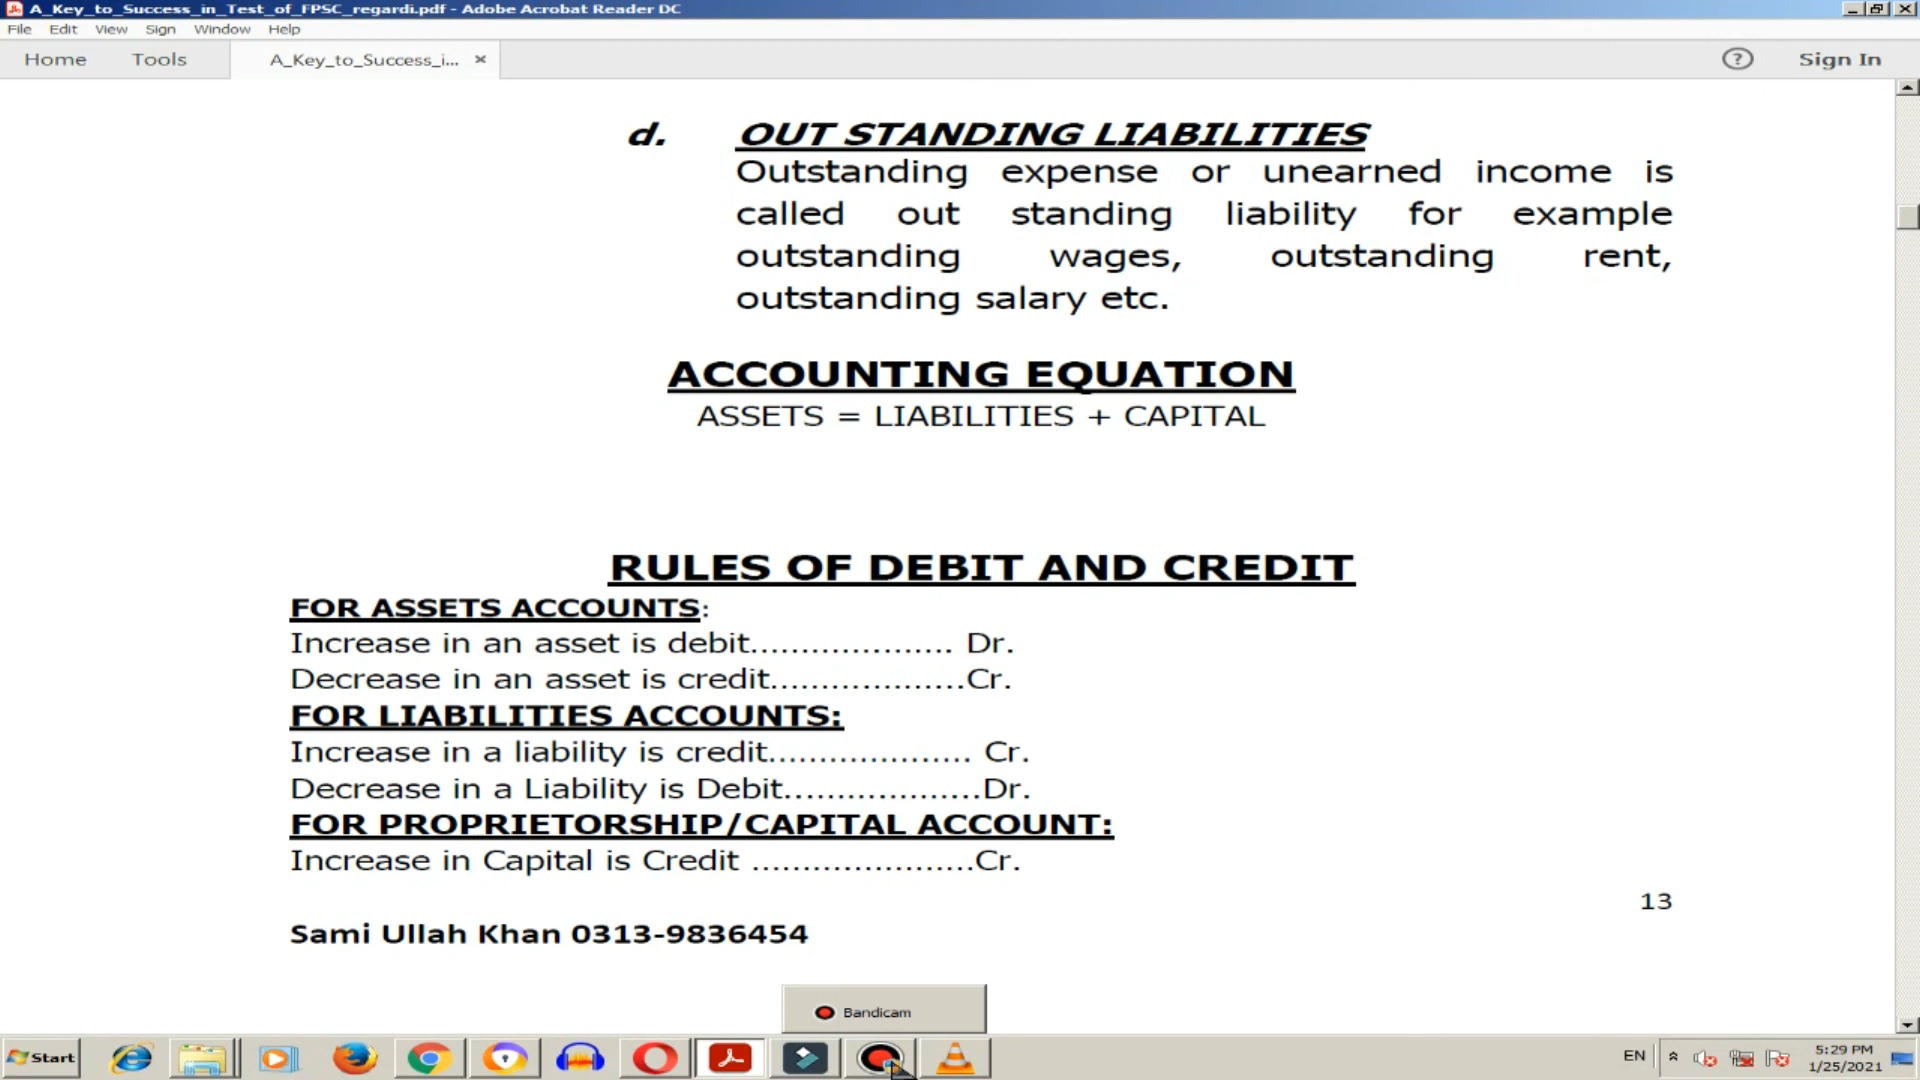 A_Key_to_Success_in_Test_of_FPSC_regardi.pdf - Adobe Acrobat Reader DC
File Edit View Sign Window Help
Home Tools A_Key_to_Success_i... × ? Sign In
d. OUT STANDING LIABILITIES
Outstanding expense or unearned income is
called out standing liability for example
outstanding wages, outstanding rent,
outstanding salary etc.
ACCOUNTING EQUATION
ASSETS = LIABILITIES + CAPITAL
RULES OF DEBIT AND CREDIT
FOR ASSETS ACCOUNTS:
Increase in an asset is debit.................... Dr.
Decrease in an asset is credit...................Cr.
FOR LIABILITIES ACCOUNTS:
Increase in a liability is credit.................... Cr.
Decrease in a Liability is Debit...................Dr.
FOR PROPRIETORSHIP/CAPITAL ACCOUNT:
Increase in Capital is Credit ......................Cr.
13
Sami Ullah Khan 0313-9836454
Bandicam
Start EN 5:29 PM
1/25/2021